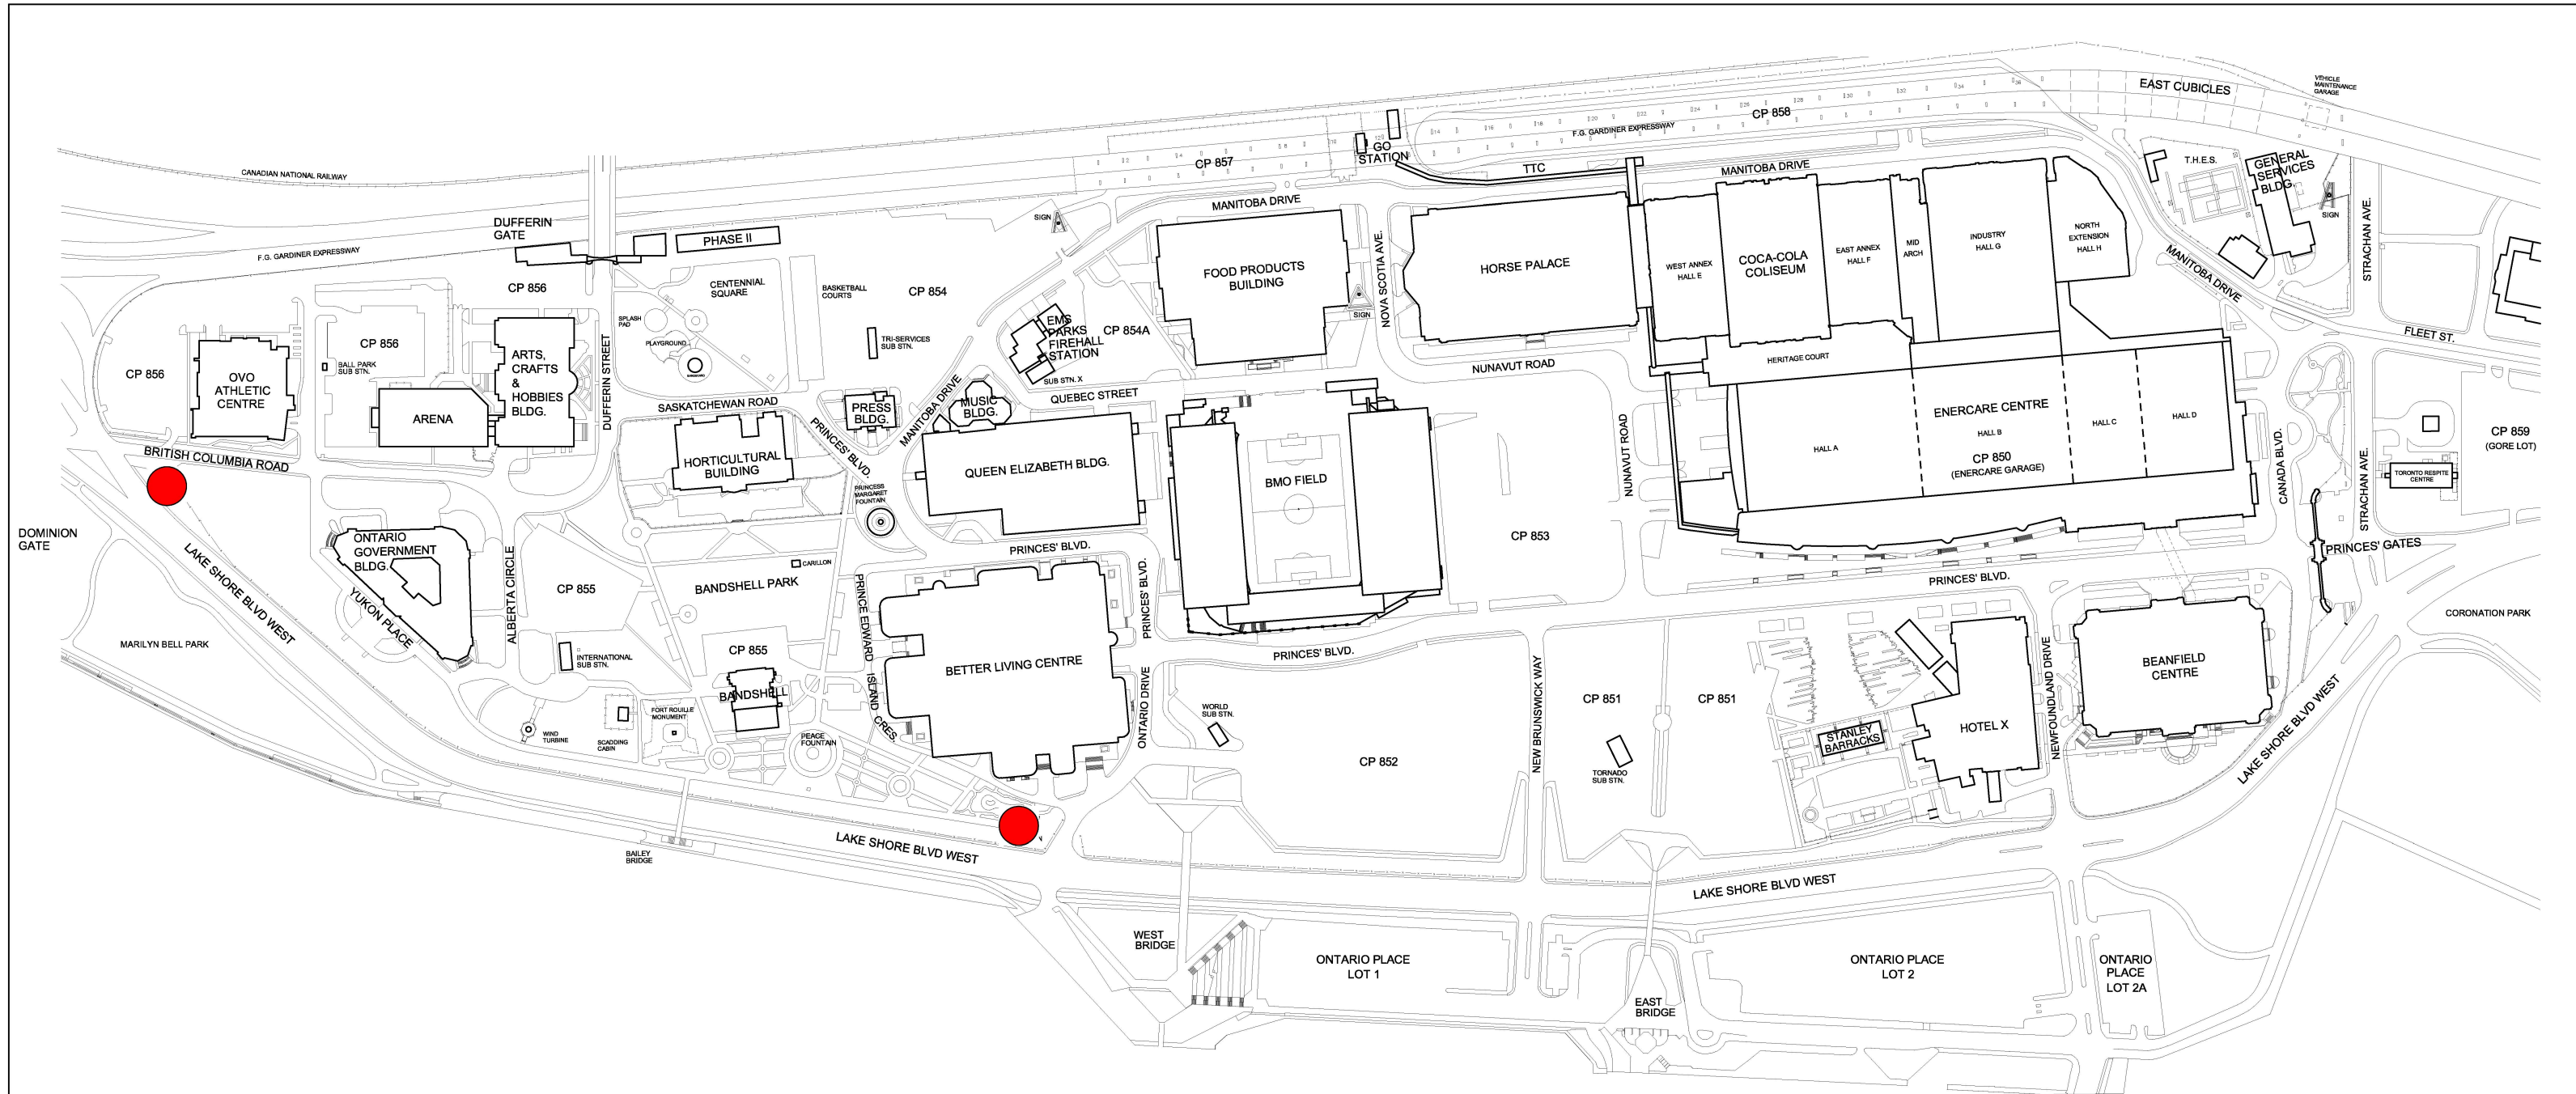 EAST CUBICLES
VEHICLE
MAINTENANCE
GARAGE
CP 858
F.G. GARDINER EXPRESSWAY
GO
STATION
CP 857
TTC
MANITOBA DRIVE
MANITOBA DRIVE
CANADIAN NATIONAL RAILWAY
DUFFERIN
GATE
PHASE II
SIGN
F.G. GARDINER EXPRESSWAY
T.H.E.S.
GENERAL
SERVICES
BLDG.
SIGN
STRACHAN AVE.
CP 856
CENTENNIAL
SQUARE
BASKETBALL
COURTS
CP 854
FOOD PRODUCTS
BUILDING
NOVA SCOTIA AVE.
SIGN
HORSE PALACE
WEST ANNEX
HALL E
COCA-COLA
COLISEUM
EAST ANNEX
HALL F
MID
ARCH
INDUSTRY
HALL G
NORTH
EXTENSION
HALL H
MANITOBA DRIVE
FLEET ST.
SPLASH
PAD
PLAYGROUND
TRI-SERVICES
SUB STN.
EMS
PARKS
FIREHALL
STATION
CP 854A
SUB STN. X
CP 856
CP 856
BALL PARK
SUB STN.
OVO
ATHLETIC
CENTRE
ARTS,
CRAFTS
&
HOBBIES
BLDG.
DUFFERIN STREET
ARENA
SASKATCHEWAN ROAD
PRESS
BLDG.
MANITOBA DRIVE
MUSIC
BLDG.
QUEBEC STREET
NUNAVUT ROAD
HERITAGE COURT
ENERCARE CENTRE
HALL A
HALL B
HALL C
HALL D
CP 850
(ENERCARE GARAGE)
NUNAVUT ROAD
CANADA BLVD.
STRACHAN AVE.
CP 859
(GORE LOT)
TORONTO RESPITE
CENTRE
BRITISH COLUMBIA ROAD
HORTICULTURAL
BUILDING
PRINCES' BLVD.
PRINCESS
MARGARET
FOUNTAIN
QUEEN ELIZABETH BLDG.
BMO FIELD
CP 853
DOMINION
GATE
ONTARIO
GOVERNMENT
BLDG.
ALBERTA CIRCLE
YUKON PLACE
LAKE SHORE BLVD WEST
MARILYN BELL PARK
CP 855
CARILLON
BANDSHELL PARK
PRINCE EDWARD
ISLAND CRES.
PRINCES' BLVD.
PRINCES' BLVD.
BETTER LIVING CENTRE
ONTARIO DRIVE
PRINCES' BLVD.
PRINCES' BLVD.
PRINCES' GATES
CORONATION PARK
INTERNATIONAL
SUB STN.
CP 855
BANDSHELL
WIND
TURBINE
SCADDING
CABIN
FORT ROUILLE
MONUMENT
PEACE
FOUNTAIN
WORLD
SUB STN.
CP 852
NEW BRUNSWICK WAY
CP 851
CP 851
TORNADO
SUB STN.
STANLEY
BARRACKS
HOTEL X
NEWFOUNDLAND DRIVE
BEANFIELD
CENTRE
LAKE SHORE BLVD WEST
BAILEY
BRIDGE
LAKE SHORE BLVD WEST
LAKE SHORE BLVD WEST
WEST
BRIDGE
ONTARIO PLACE
LOT 1
EAST
BRIDGE
ONTARIO PLACE
LOT 2
ONTARIO
PLACE
LOT 2A